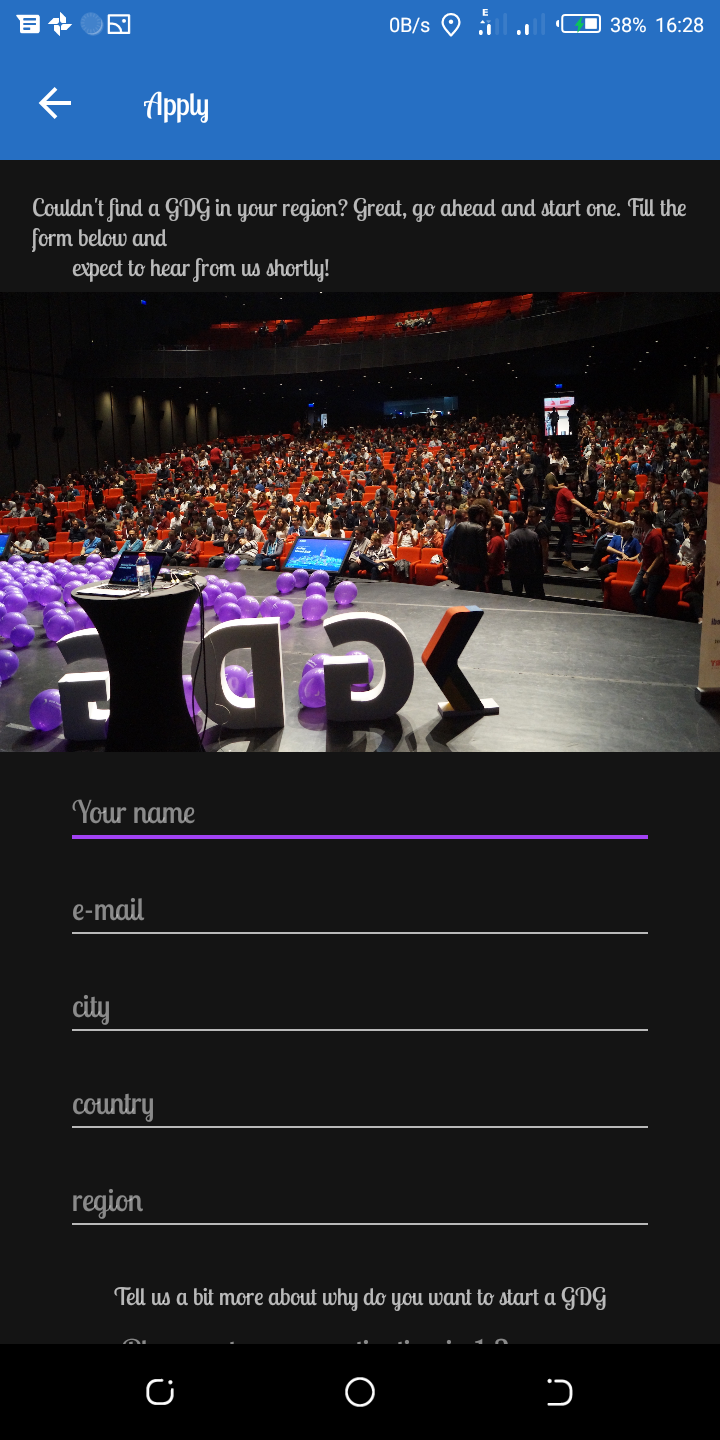 0B/s E 38% 16:28
Apply
Couldn't find a GDG in your region? Great, go ahead and start one. Fill the
form below and
expect to hear from us shortly!
GDG
Your name
e-mail
city
country
region
Tell us a bit more about why do you want to start a GDG